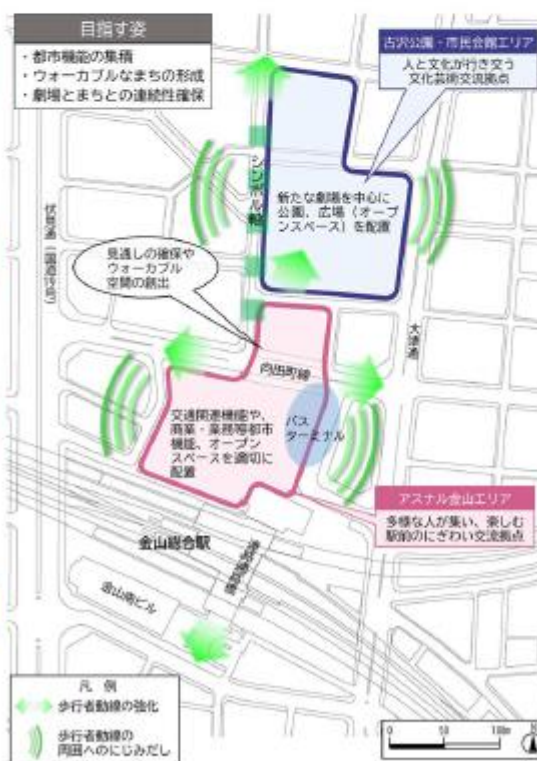 目指す姿
・都市機能の集積
・ウォーカブルなまちの形成
・劇場とまちとの連続性確保
古沢公園・市民会館エリア
人と文化が行き交う
文化芸術交流拠点
シンボル軸
新たな劇場を中心に
公園、広場（オープ
ンスペース）を配置
伏見通（国道19号）
見通しの確保や
ウォーカブル
空間の創出
大津通
向田町線
交通関連機能や、
商業・業務等都市
機能、オープン
スペースを適切に
配置
バス
ターミナル
アスナル金山エリア
多様な人が集い、楽しむ
駅前のにぎわい交流拠点
金山総合駅
金山南ビル
凡 例
歩行者動線の強化
歩行者動線の
周囲へのにじみだし
0 50 100m